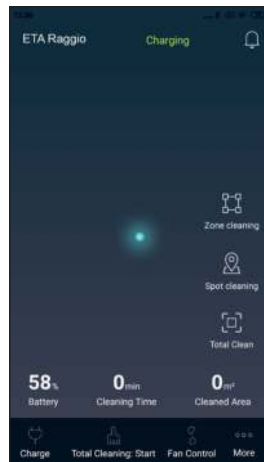 ETA Raggio
Charging
Zone cleaning
Spot cleaning
Total Clean
58%
0min
0m²
Battery
Cleaning Time
Cleaned Area
Charge
Total Cleaning: Start
Fan Control
More